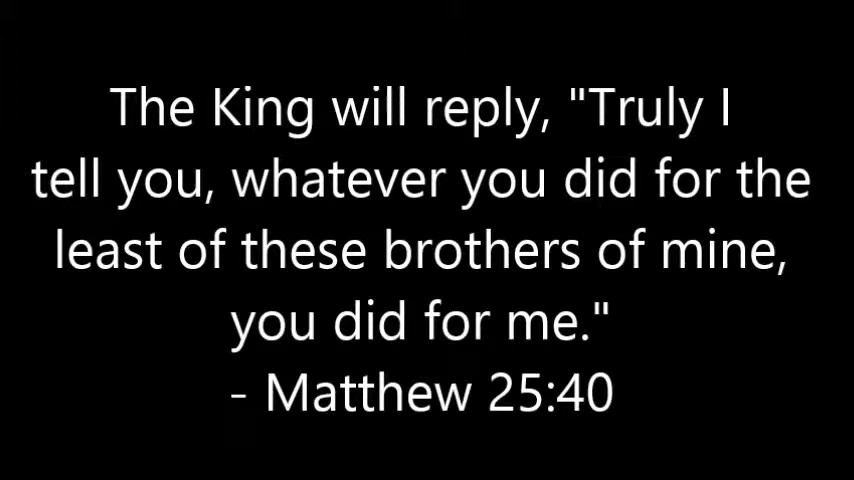 The King will reply, "Truly I
tell you, whatever you did for the
least of these brothers of mine,
you did for me."
- Matthew 25:40